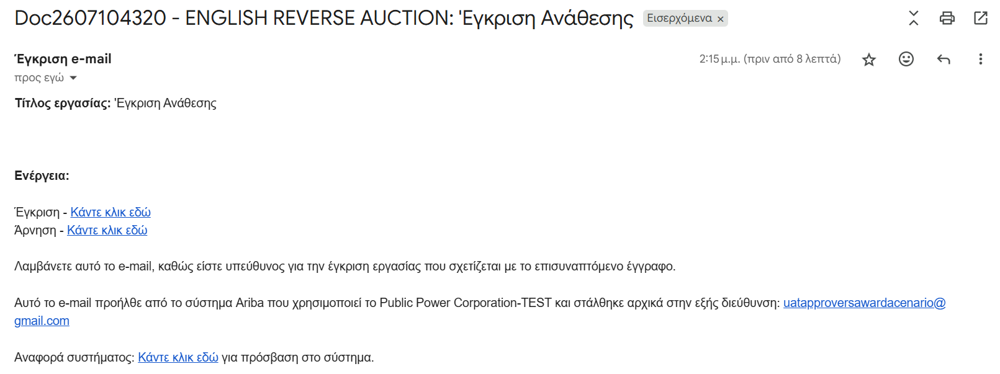 Doc2607104320 - ENGLISH REVERSE AUCTION: 'Εγκριση Ανάθεσης Εισερχόμενα ×
Έγκριση e-mail 2:15 μ.μ. (πριν από 8 λεπτά)
προς εγώ
Τίτλος εργασίας: 'Εγκριση Ανάθεσης
Ενέργεια:
Έγκριση - Κάντε κλικ εδώ
Άρνηση - Κάντε κλικ εδώ
Λαμβάνετε αυτό το e-mail, καθώς είστε υπεύθυνος για την έγκριση εργασίας που σχετίζεται με το επισυναπτόμενο έγγραφο.
Αυτό το e-mail προήλθε από το σύστημα Ariba που χρησιμοποιεί το Public Power Corporation-TEST και στάλθηκε αρχικά στην εξής διεύθυνση: uatapproversawardacenario@
gmail.com
Αναφορά συστήματος: Κάντε κλικ εδώ για πρόσβαση στο σύστημα.